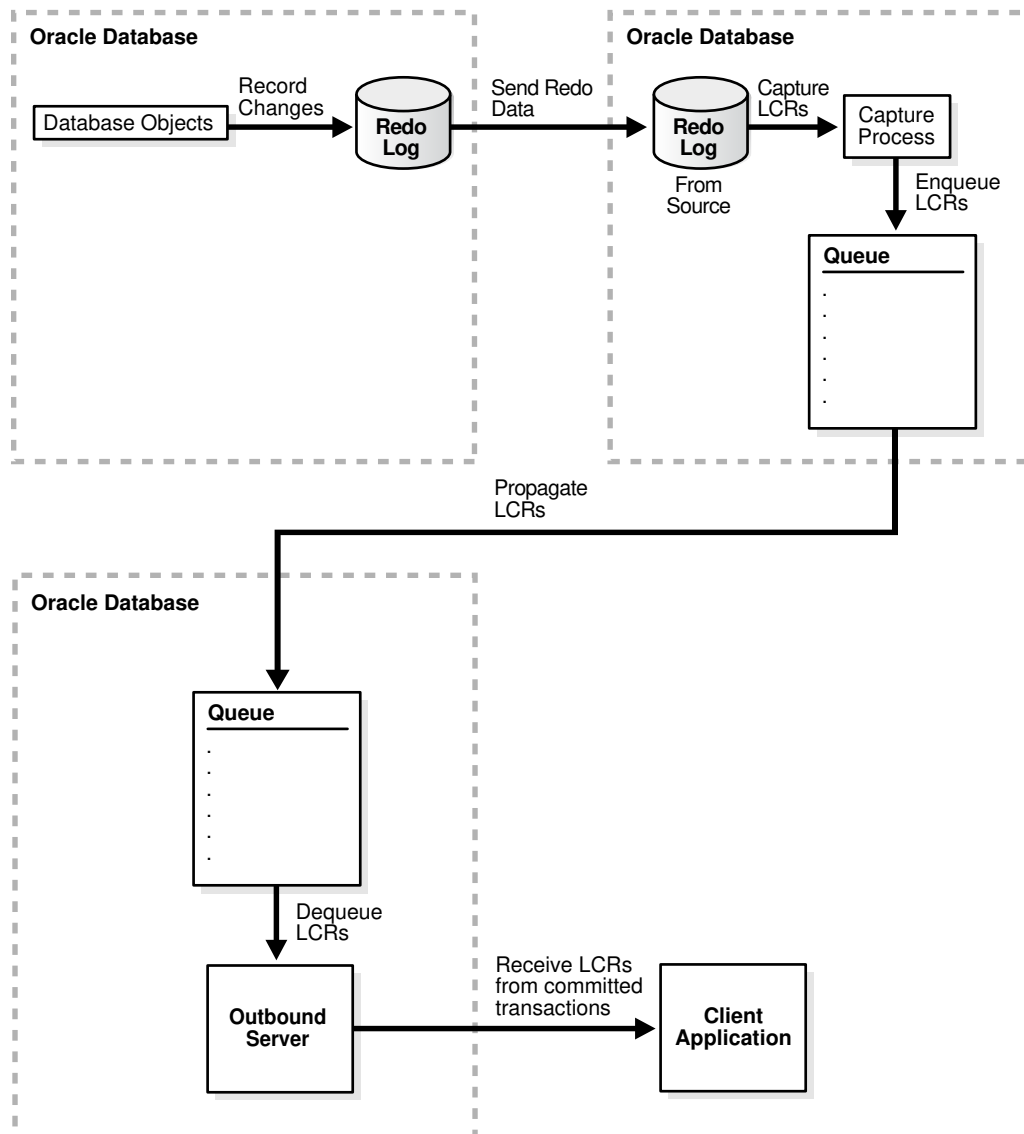 Oracle Database
Database Objects
Record
Changes
Redo
Log
Send Redo
Data
Oracle Database
Redo
Log
From
Source
Capture
LCRs
Capture
Process
Enqueue
LCRs
Queue
.
.
.
.
.
.
Propagate
LCRs
Oracle Database
Queue
.
.
.
.
.
.
Dequeue
LCRs
Outbound
Server
Receive LCRs
from committed
transactions
Client
Application